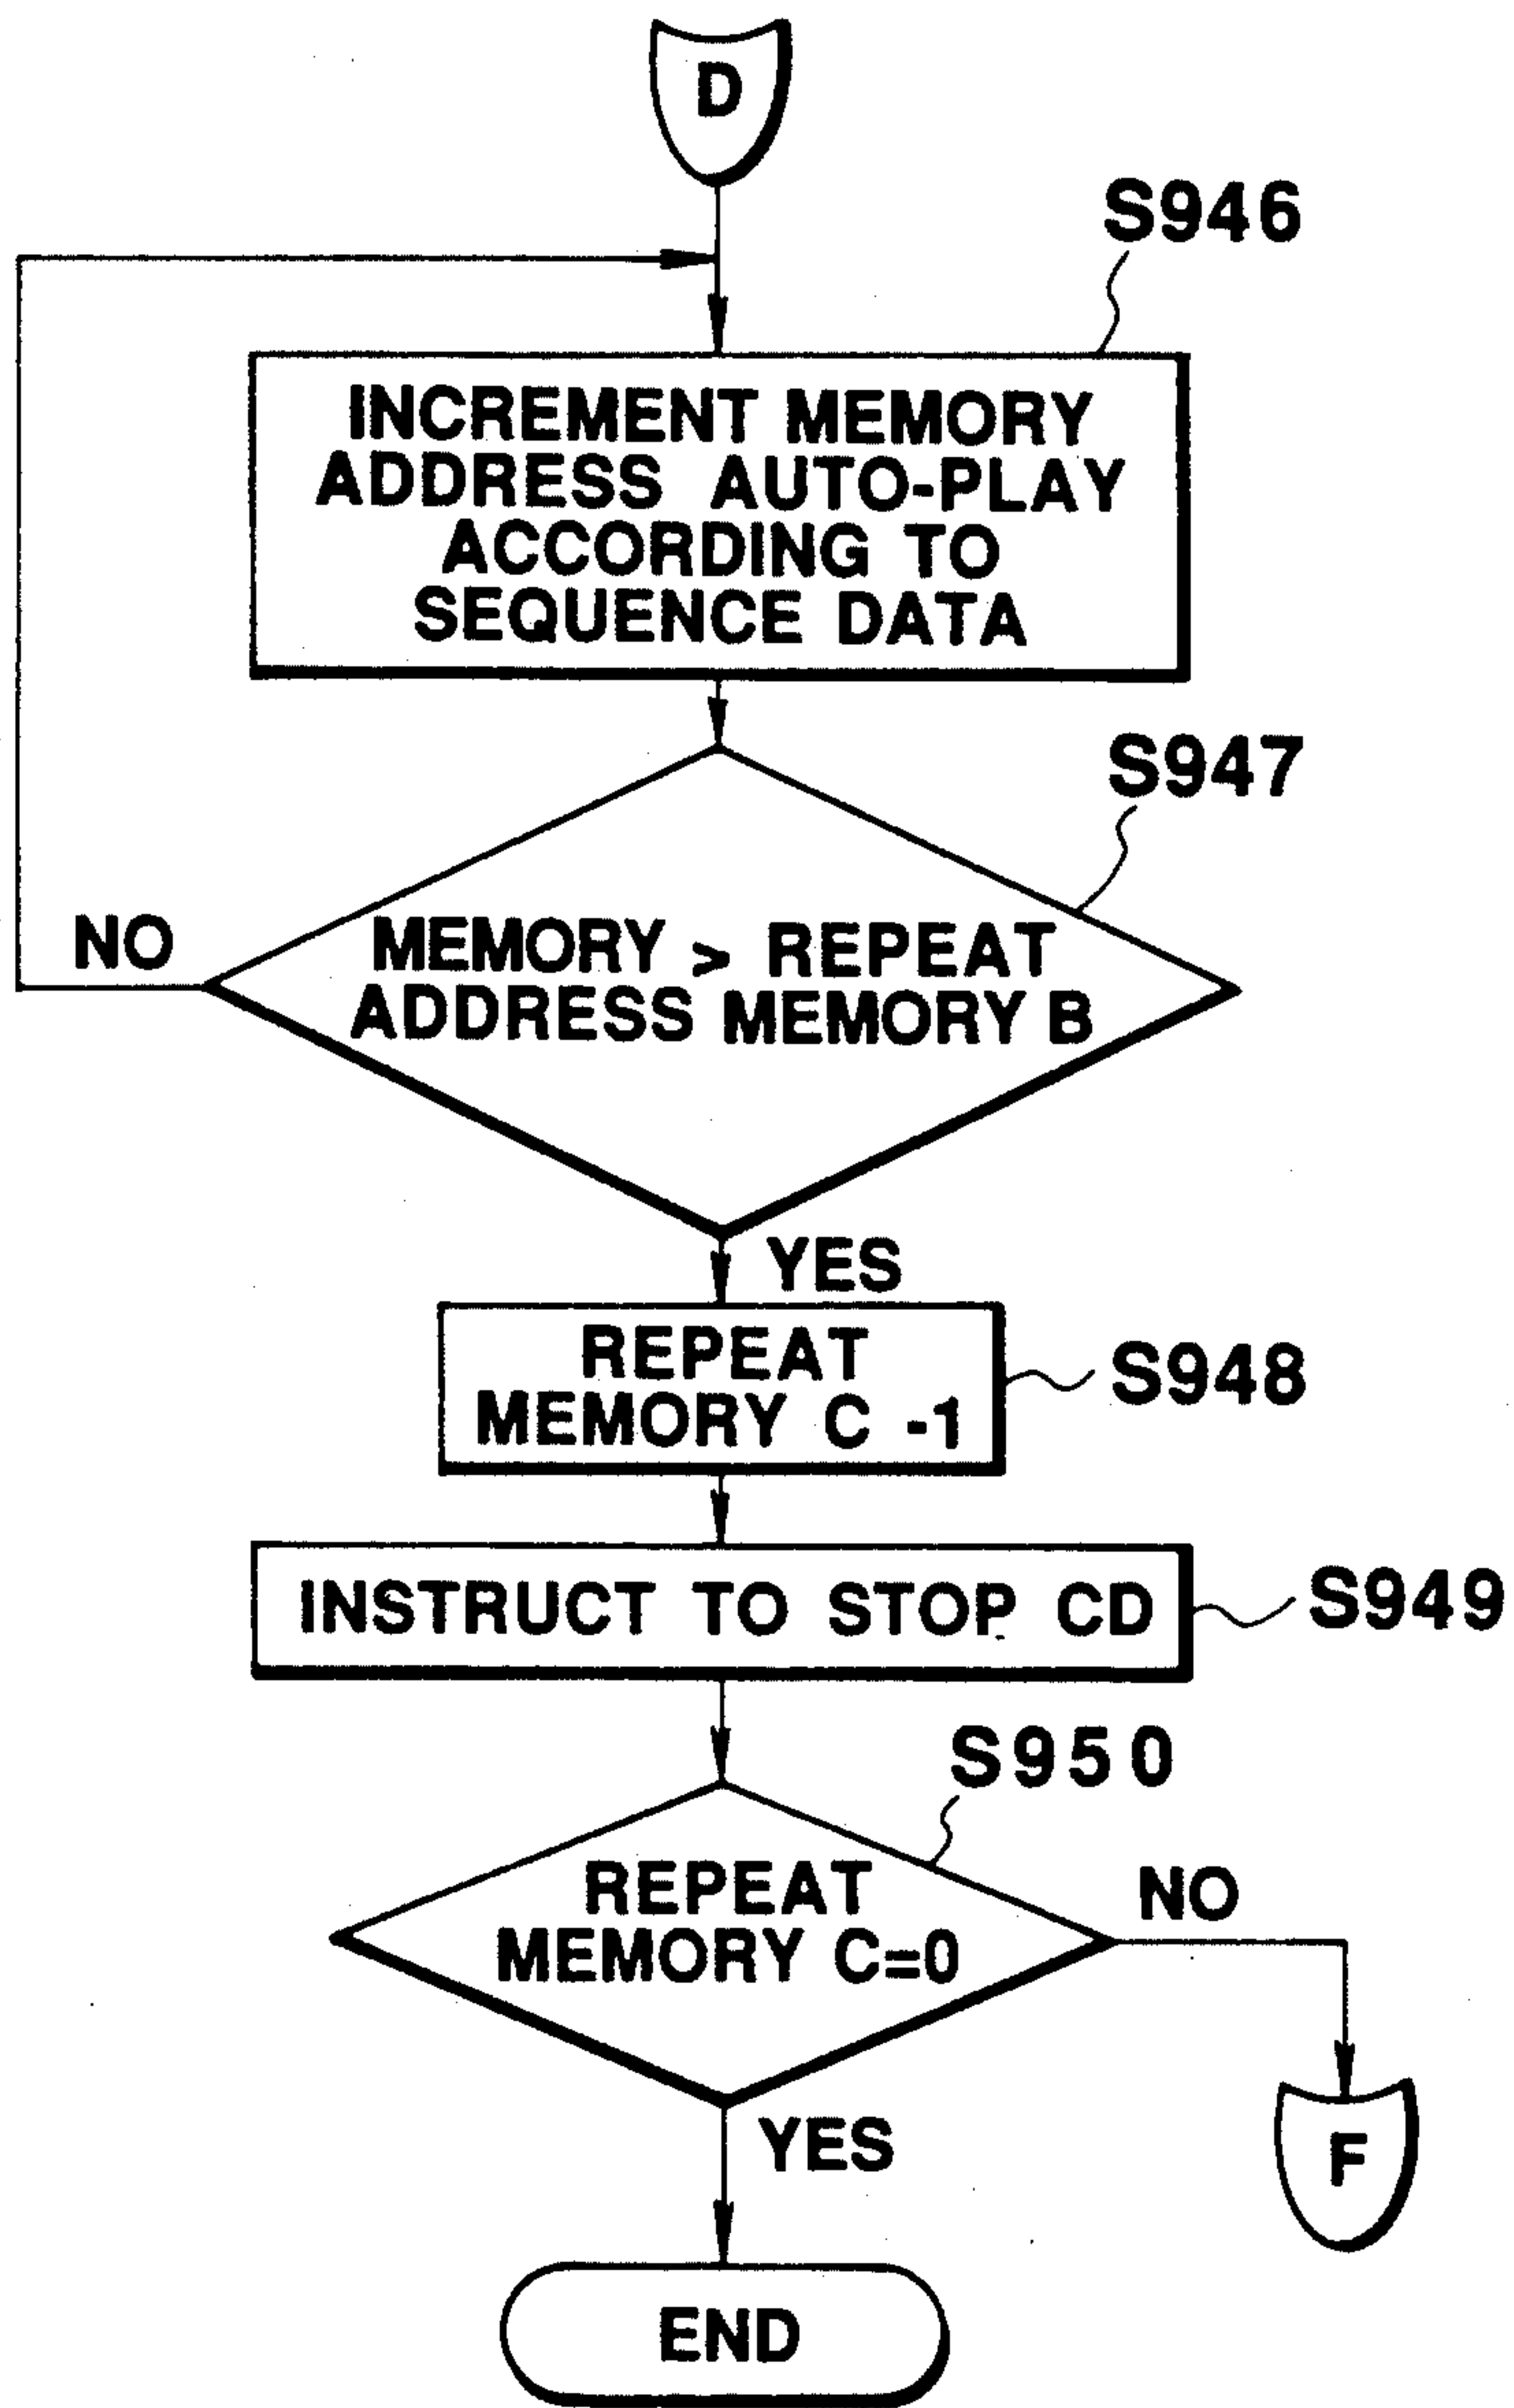 D
S946
INCREMENT MEMORY
ADDRESS AUTO-PLAY
ACCORDING TO
SEQUENCE DATA
S947
NO
MEMORY > REPEAT
ADDRESS MEMORY B
YES
REPEAT
MEMORY C -1
S948
INSTRUCT TO STOP CD
S949
S950
REPEAT
MEMORY C=0
NO
YES
F
END